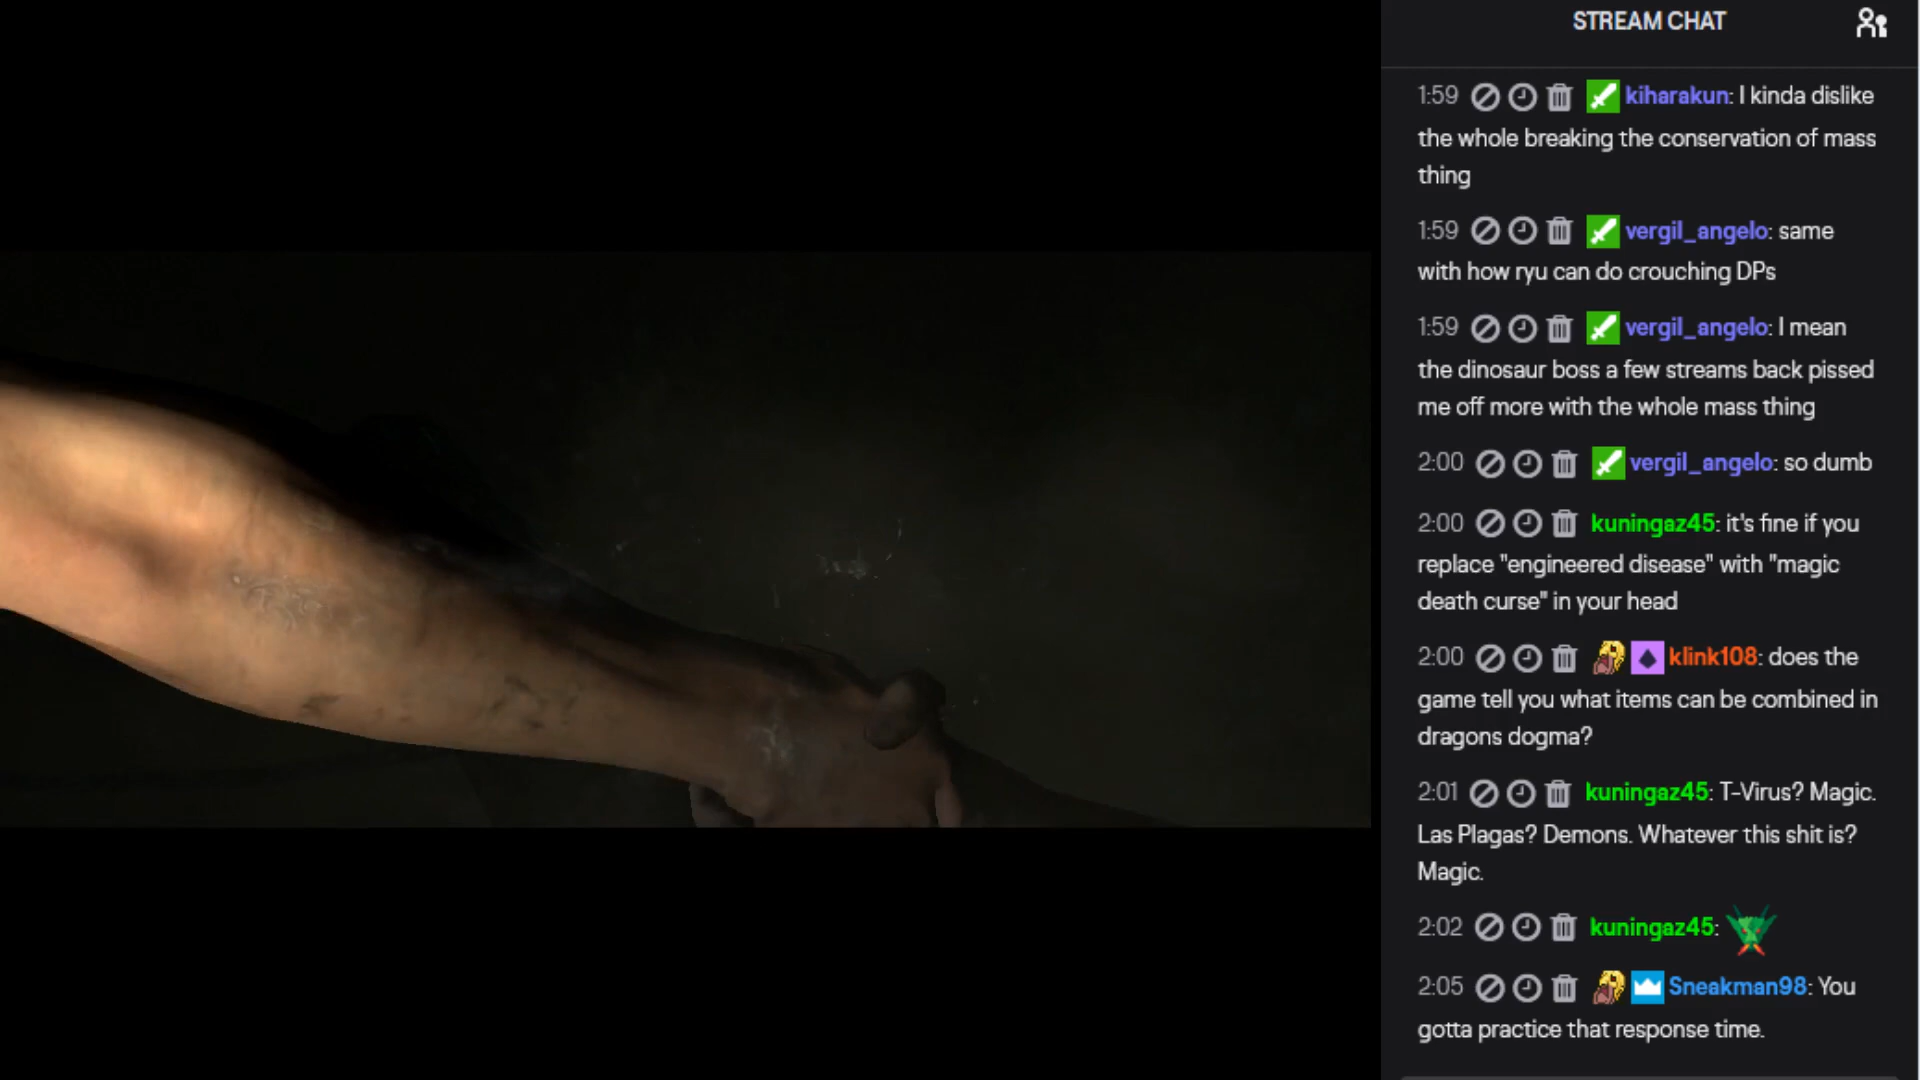 STREAM CHAT
1:59 kiharakun: I kinda dislike
the whole breaking the conservation of mass
thing
1:59 vergil_angelo: same
with how ryu can do crouching DPs
1:59 vergil_angelo: I mean
the dinosaur boss a few streams back pissed
me off more with the whole mass thing
2:00 vergil_angelo: so dumb
2:00 kuningaz45: it's fine if you
replace "engineered disease" with "magic
death curse" in your head
2:00 klink108: does the
game tell you what items can be combined in
dragons dogma?
2:01 kuningaz45: T-Virus? Magic.
Las Plagas? Demons. Whatever this shit is?
Magic.
2:02 kuningaz45:
2:05 Sneakman98: You
gotta practice that response time.